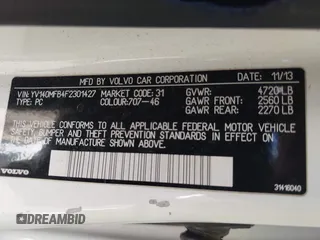 MFD BY VOLVO CAR CORPORATION 11/13
VIN: YV140MFB4F2301427 MARKET CODE: 31 GVWR: 4720 LB
TYPE: PC COLOUR: 707-46 GAWR FRONT: 2560 LB
GAWR REAR: 2270 LB
THIS VEHICLE CONFORMS TO ALL APPLICABLE FEDERAL MOTOR VEHICLE
SAFETY, BUMPER AND THEFT PREVENTION STANDARDS IN EFFECT ON THE
DATE OF MANUFACTURE SHOWN ABOVE.
VOLVO
31416040
DREAMBID